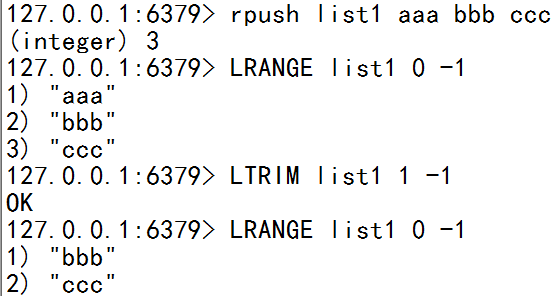 127.0.0.1:6379> rpush list1 aaa bbb ccc
(integer) 3
127.0.0.1:6379> LRANGE list1 0 -1
1) "aaa"
2) "bbb"
3) "ccc"
127.0.0.1:6379> LTRIM list1 1 -1
OK
127.0.0.1:6379> LRANGE list1 0 -1
1) "bbb"
2) "ccc"